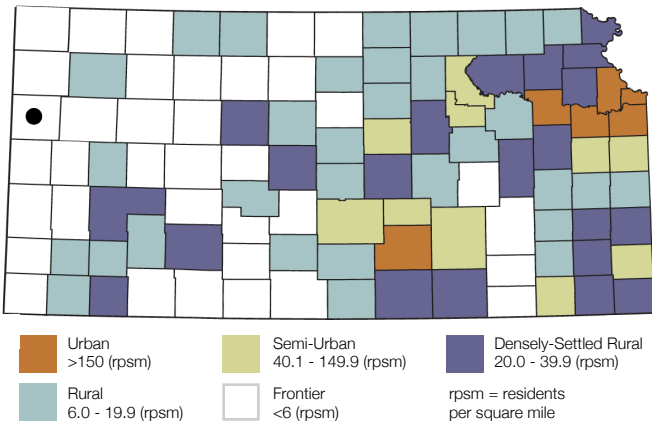 Urban
>150 (rpsm)
Semi-Urban
40.1 - 149.9 (rpsm)
Densely-Settled Rural
20.0 - 39.9 (rpsm)
Rural
6.0 - 19.9 (rpsm)
Frontier
<6 (rpsm)
rpsm = residents
per square mile